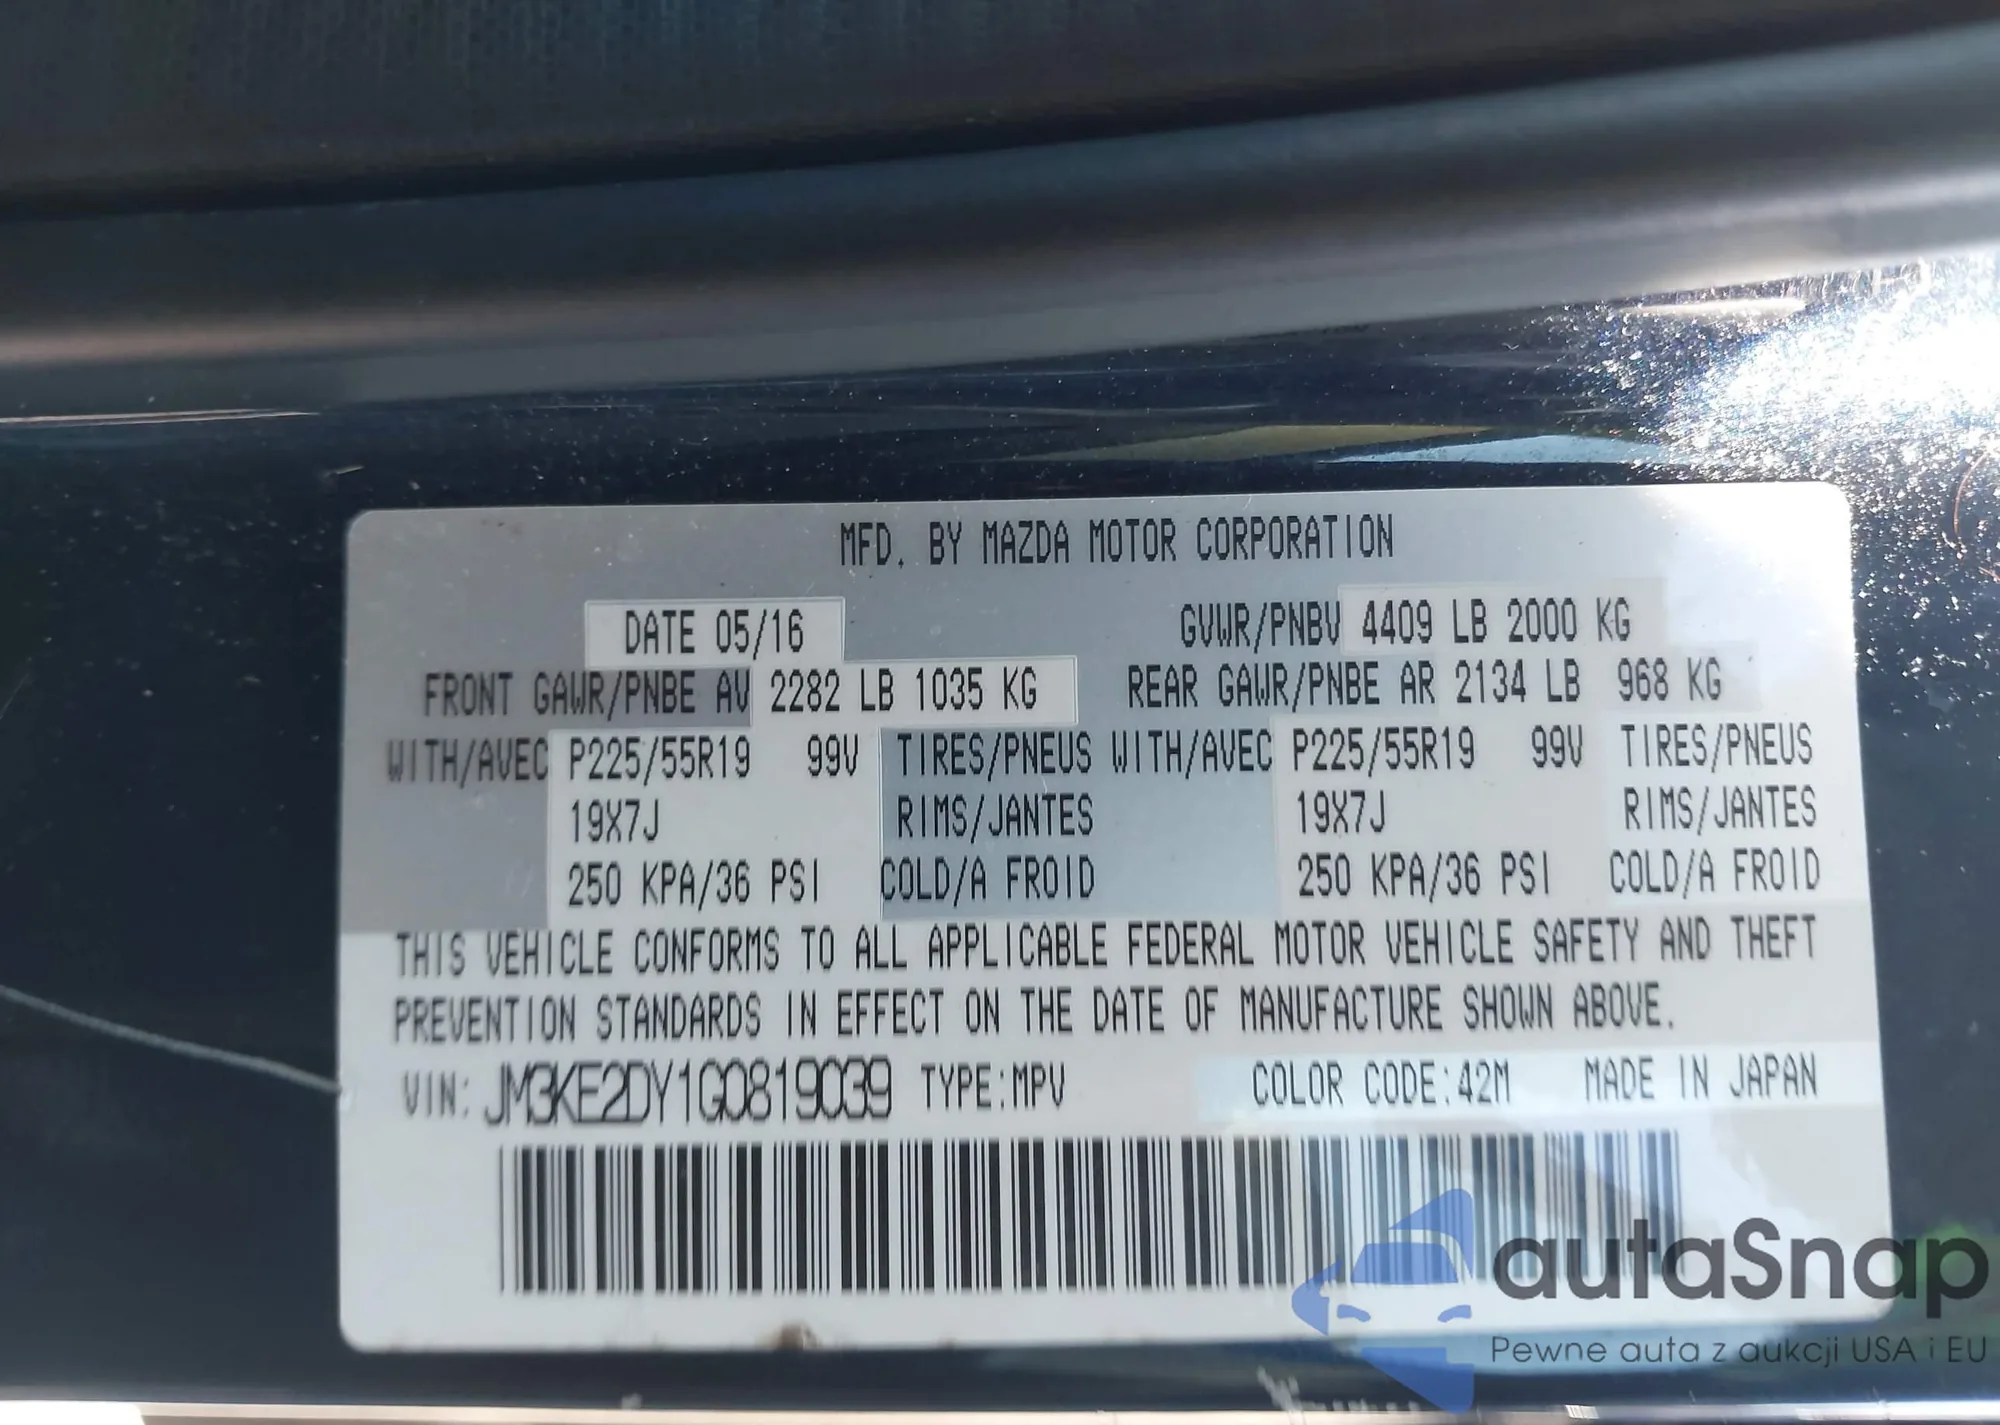 MFD. BY MAZDA MOTOR CORPORATION
DATE 05/16 GVWR/PNBV 4409 LB 2000 KG
FRONT GAWR/PNBE AV 2282 LB 1035 KG REAR GAWR/PNBE AR 2134 LB 968 KG
WITH/AVEC P225/55R19 99V TIRES/PNEUS WITH/AVEC P225/55R19 99V TIRES/PNEUS
19X7J RIMS/JANTES 19X7J RIMS/JANTES
250 KPA/36 PSI COLD/A FROID 250 KPA/36 PSI COLD/A FROID
THIS VEHICLE CONFORMS TO ALL APPLICABLE FEDERAL MOTOR VEHICLE SAFETY AND THEFT
PREVENTION STANDARDS IN EFFECT ON THE DATE OF MANUFACTURE SHOWN ABOVE.
VIN: JM3KE2DY1G0819039 TYPE:MPV COLOR CODE:42M MADE IN JAPAN
autaSnap
Pewne auta z aukcji USA i EU